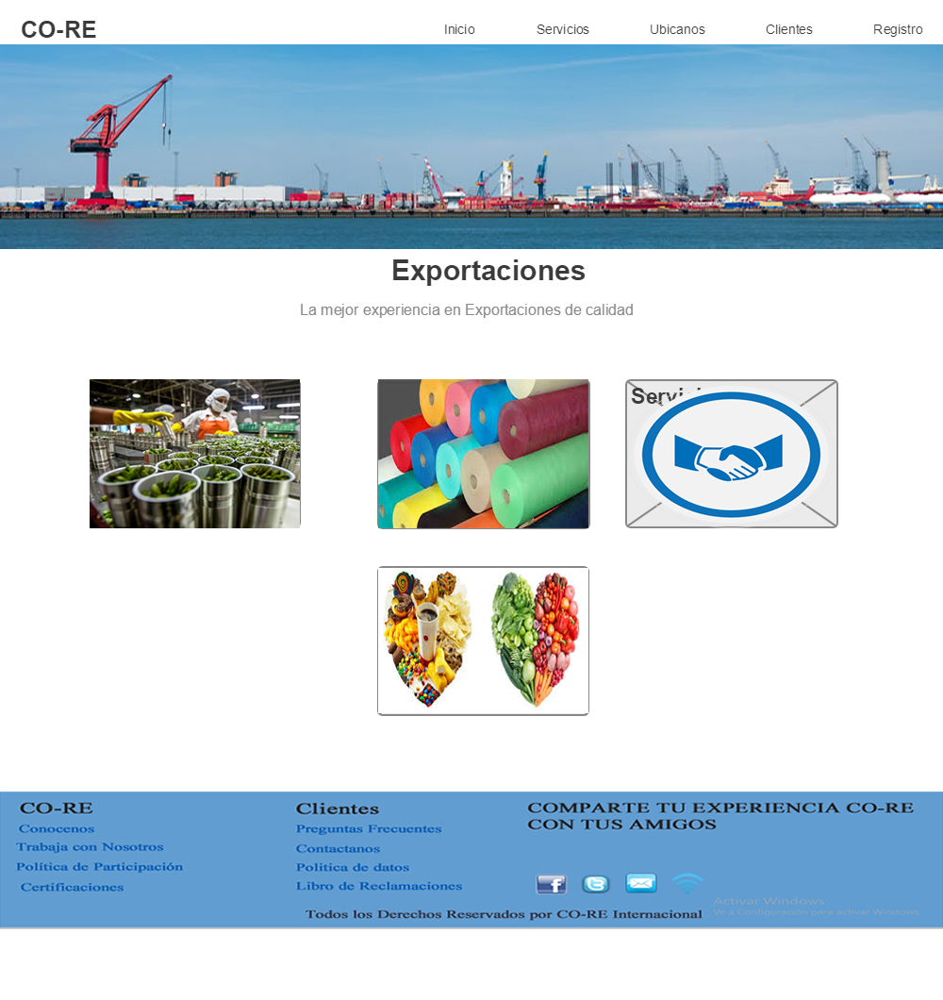 CO-RE
Inicio Servicios Ubicanos Clientes Registro
Exportaciones
La mejor experiencia en Exportaciones de calidad
CO-RE
Conocenos
Trabaja con Nosotros
Política de Participación
Certificaciones
Clientes
Preguntas Frecuentes
Contactanos
Politica de datos
Libro de Reclamaciones
COMPARTE TU EXPERIENCIA CO-RE
CON TUS AMIGOS
Todos los Derechos Reservados por CO-RE Internacional
Activar Windows
Ve a Configuración para activar Windows.